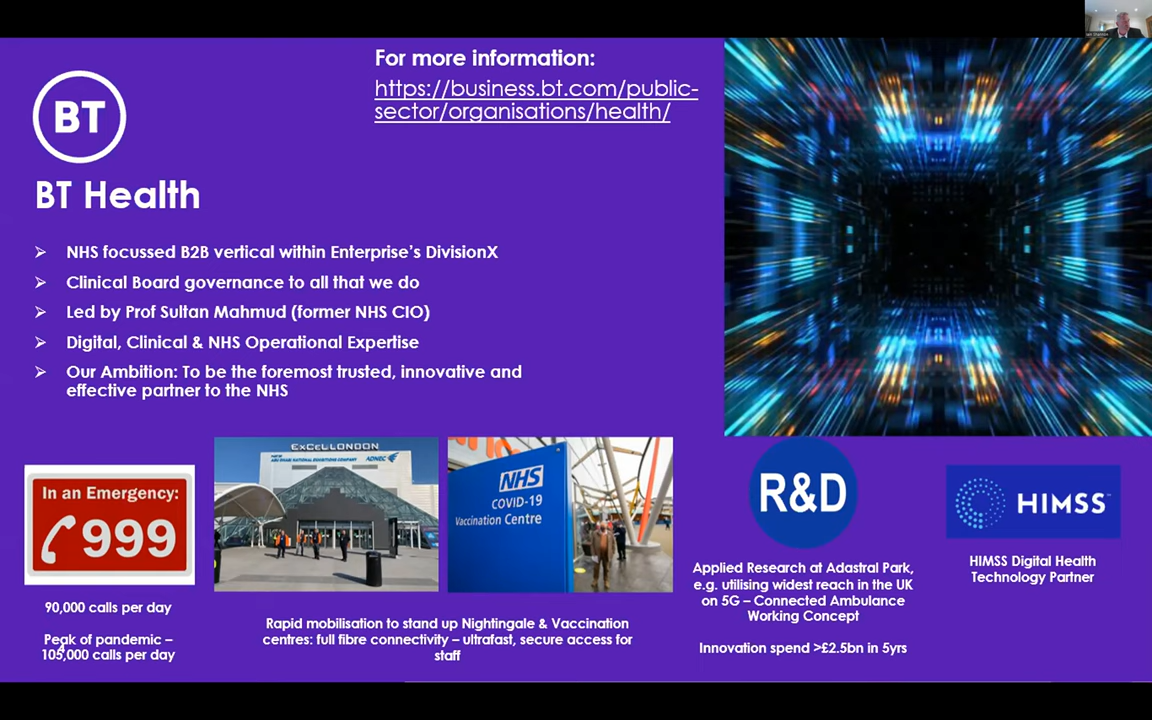 For more information:
https://business.bt.com/public-
sector/organisations/health/
BT
BT Health
NHS focussed B2B vertical within Enterprise's DivisionX
Clinical Board governance to all that we do
Led by Prof Sultan Mahmud (former NHS CIO)
Digital, Clinical & NHS Operational Expertise
Our Ambition: To be the foremost trusted, innovative and
effective partner to the NHS
In an Emergency:
999
90,000 calls per day
Peak of pandemic –
105,000 calls per day
EXCELLONDON
ADNEC
NHS
COVID-19
Vaccination Centre
Rapid mobilisation to stand up Nightingale & Vaccination
centres: full fibre connectivity – ultrafast, secure access for
staff
R&D
Applied Research at Adastral Park,
e.g. utilising widest reach in the UK
on 5G – Connected Ambulance
Working Concept
Innovation spend >£2.5bn in 5yrs
HIMSS
HIMSS Digital Health
Technology Partner